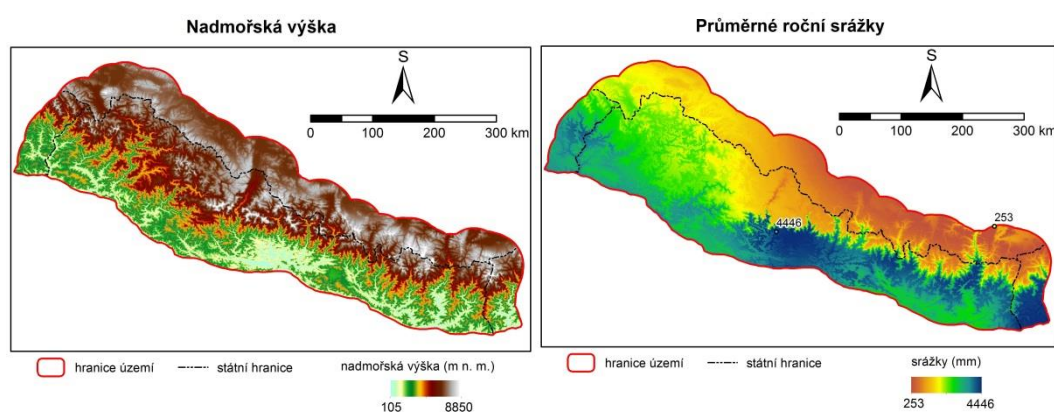 Nadmořská výška
S
0 100 200 300 km
hranice území
státní hranice
nadmořská výška (m n. m.)
105 8850
Průměrné roční srážky
S
0 100 200 300 km
4446
253
hranice území
státní hranice
srážky (mm)
253 4446